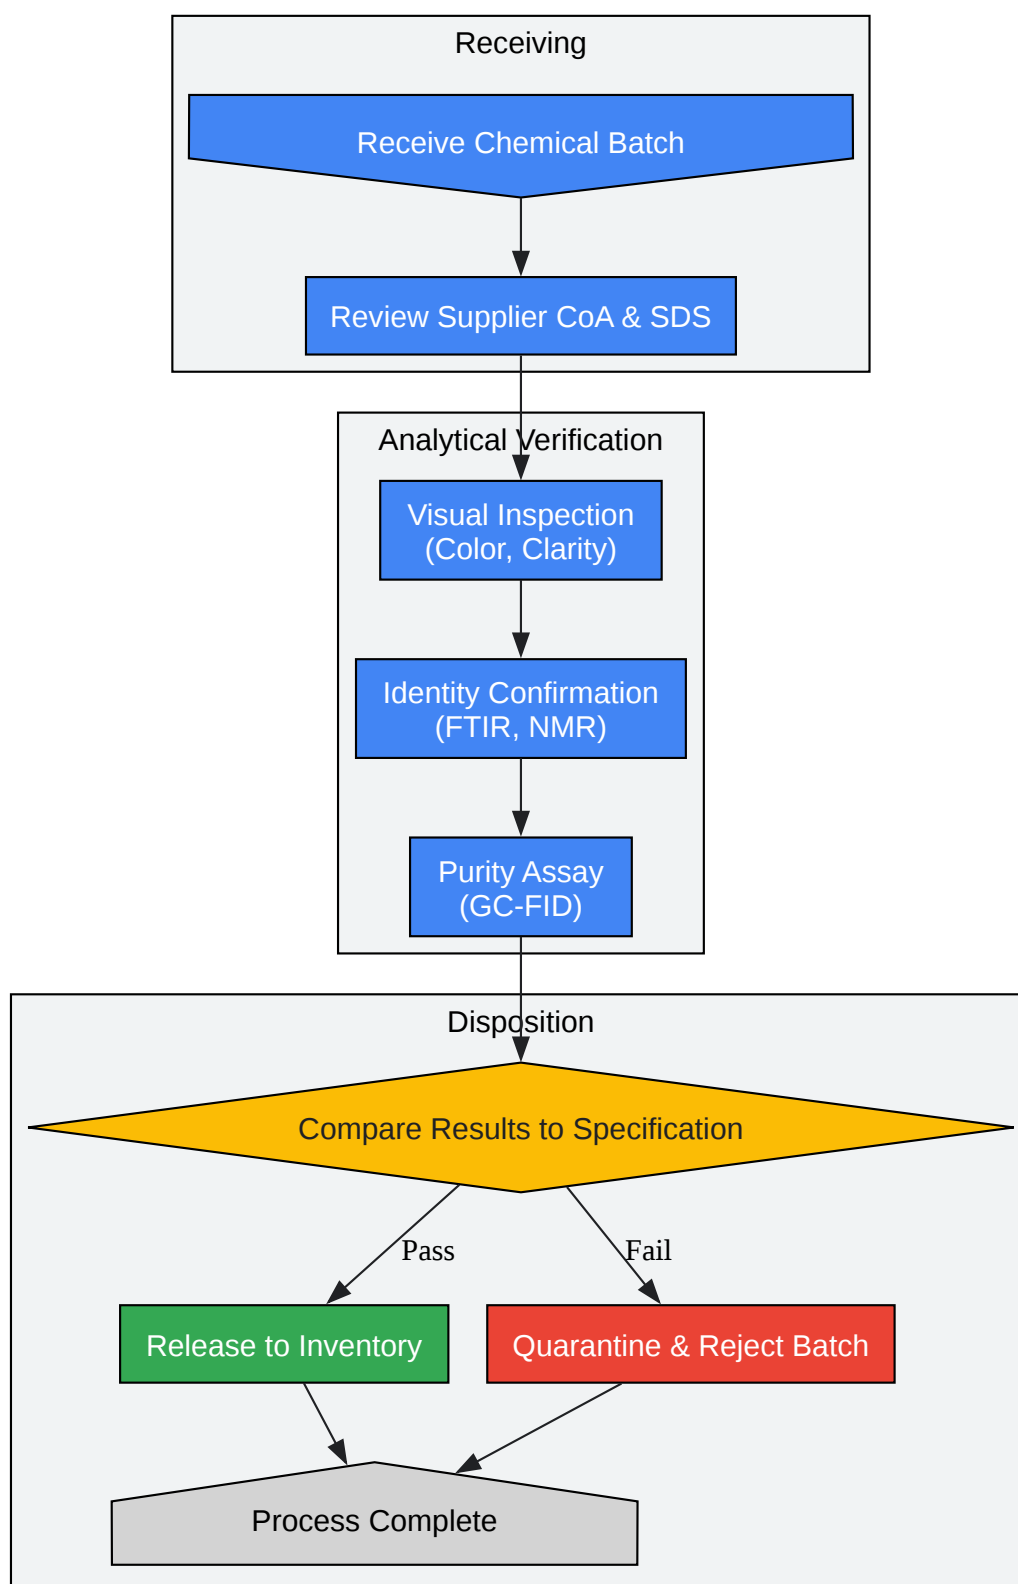 Receiving
Receive Chemical Batch
Review Supplier CoA & SDS
Analytical Verification
Visual Inspection
(Color, Clarity)
Identity Confirmation
(FTIR, NMR)
Purity Assay
(GC-FID)
Disposition
Compare Results to Specification
Pass
Fail
Release to Inventory
Quarantine & Reject Batch
Process Complete